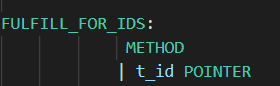 FULFILL_FOR_IDS:
METHOD
| t_id POINTER